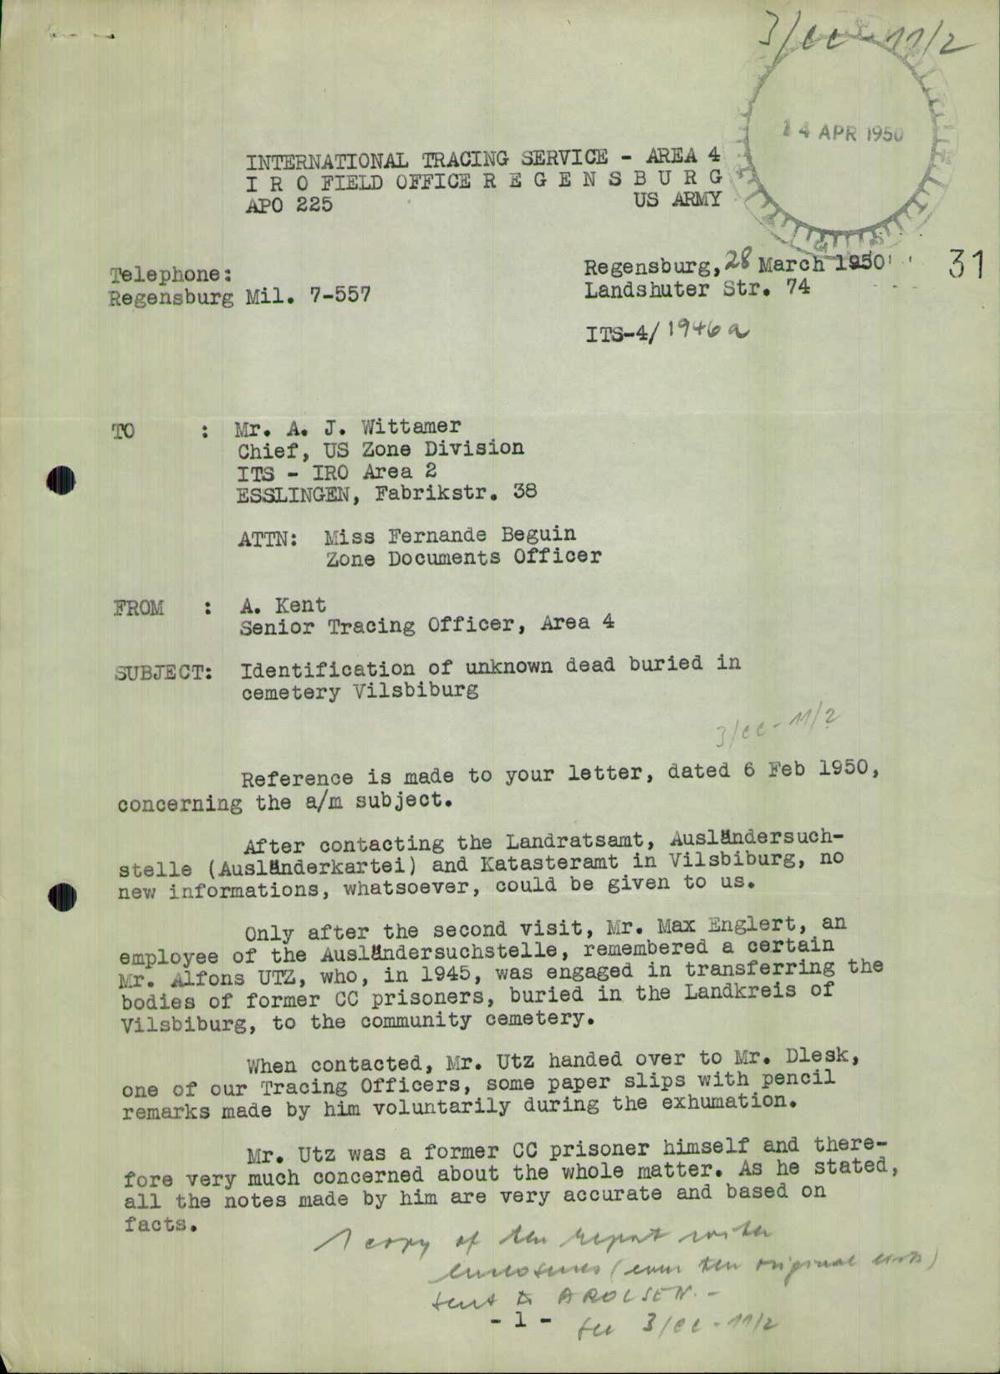 3/cc - 11/2
14 APR 1950
INTERNATIONAL TRACING SERVICE - AREA 4
I R O FIELD OFFICE R E G E N S B U R G
APO 225 US ARMY
Telephone:
Regensburg Mil. 7-557
Regensburg, 28 March 1950
31
Landshuter Str. 74
ITS-4/ 1946 a
TO : Mr. A. J. Wittamer
Chief, US Zone Division
ITS - IRO Area 2
ESSLINGEN, Fabrikstr. 38
ATTN: Miss Fernande Beguin
Zone Documents Officer
FROM : A. Kent
Senior Tracing Officer, Area 4
SUBJECT: Identification of unknown dead buried in
cemetery Vilsbiburg
3/cc - 11/2
Reference is made to your letter, dated 6 Feb 1950,
concerning the a/m subject.
After contacting the Landratsamt, Ausländersuch-
stelle (Ausländerkartei) and Katasteramt in Vilsbiburg, no
new informations, whatsoever, could be given to us.
Only after the second visit, Mr. Max Englert, an
employee of the Ausländersuchstelle, remembered a certain
Mr. Alfons UTZ, who, in 1945, was engaged in transferring the
bodies of former CC prisoners, buried in the Landkreis of
Vilsbiburg, to the community cemetery.
When contacted, Mr. Utz handed over to Mr. Dlesk,
one of our Tracing Officers, some paper slips with pencil
remarks made by him voluntarily during the exhumation.
Mr. Utz was a former CC prisoner himself and there-
fore very much concerned about the whole matter. As he stated,
all the notes made by him are very accurate and based on
facts.
1 copy of the report with
enclosures (even the original
sent to AROLSEN. -
- 1 -
see 3/cc - 11/2